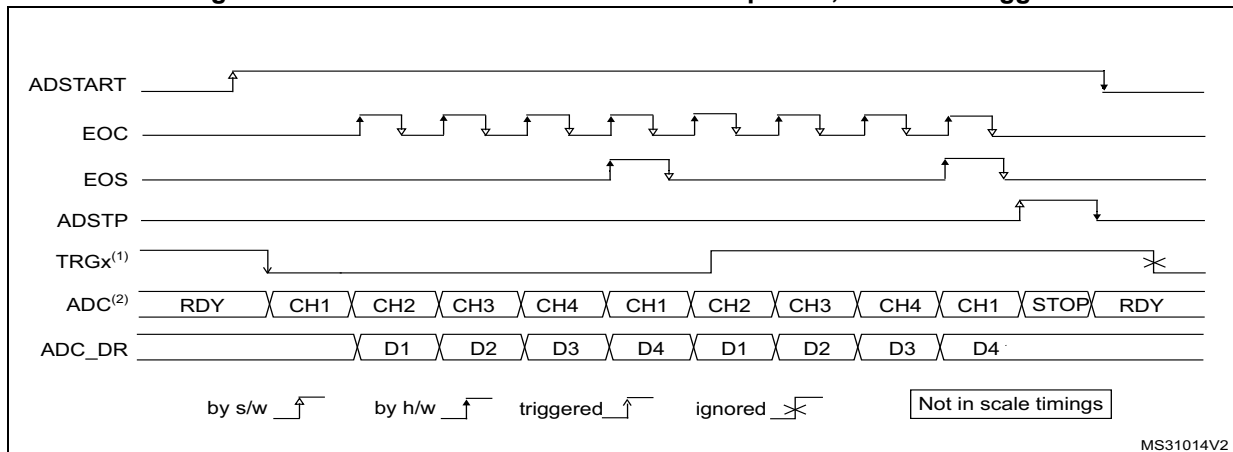 ADSTART
EOC
EOS
ADSTP
TRGx(1)
ADC(2) RDY CH1 CH2 CH3 CH4 CH1 CH2 CH3 CH4 CH1 STOP RDY
ADC_DR D1 D2 D3 D4 D1 D2 D3 D4
by s/w by h/w triggered ignored Not in scale timings
MS31014V2